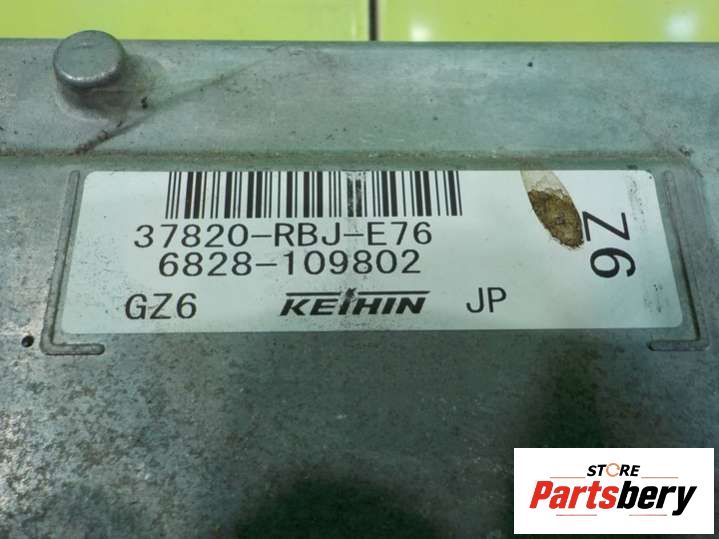 37820-RBJ-E76
6828-109802
GZ6 KEIHIN JP
Z6
STORE
Partsbery